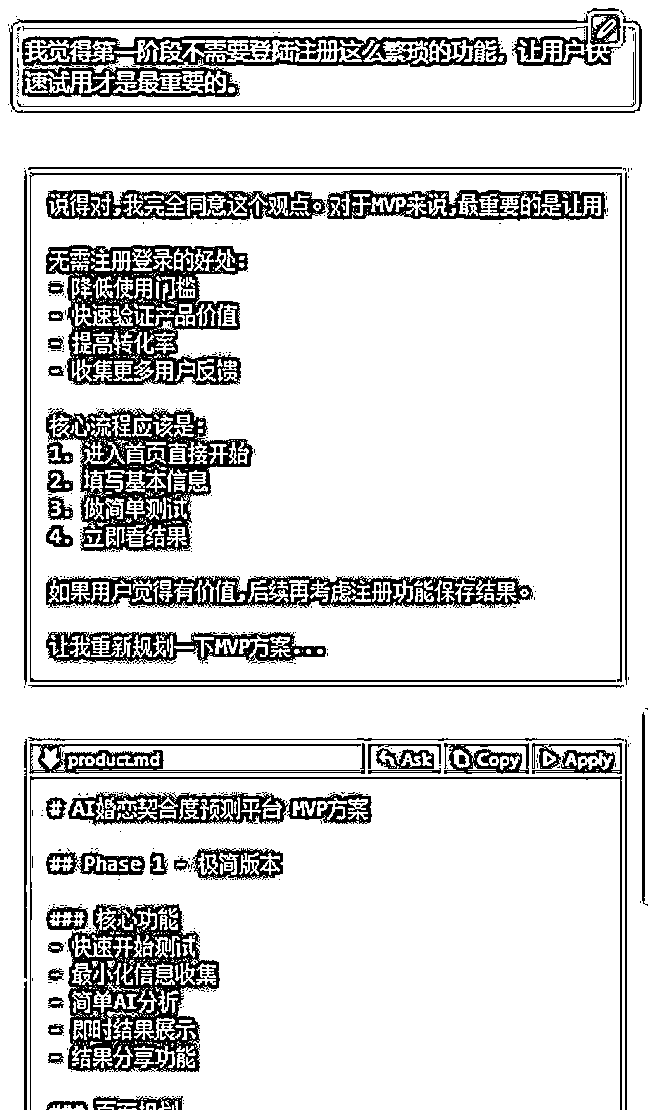 我觉得第一阶段不需要登陆注册这么繁琐的功能，让用户快
速试用才是最重要的。
说得对,我完全同意这个观点。对于MVP来说,最重要的是让用
无需注册登录的好处:
- 降低使用门槛
- 快速验证产品价值
- 提高转化率
- 收集更多用户反馈
核心流程应该是:
1. 进入首页直接开始
2. 填写基本信息
3. 做简单测试
4. 立即看结果
如果用户觉得有价值,后续再考虑注册功能保存结果。
让我重新规划一下MVP方案...
product.md Ask Copy Apply
# AI婚恋契合度预测平台 MVP方案
## Phase 1 - 极简版本
### 核心功能
- 快速开始测试
- 最小化信息收集
- 简单AI分析
- 即时结果展示
- 结果分享功能